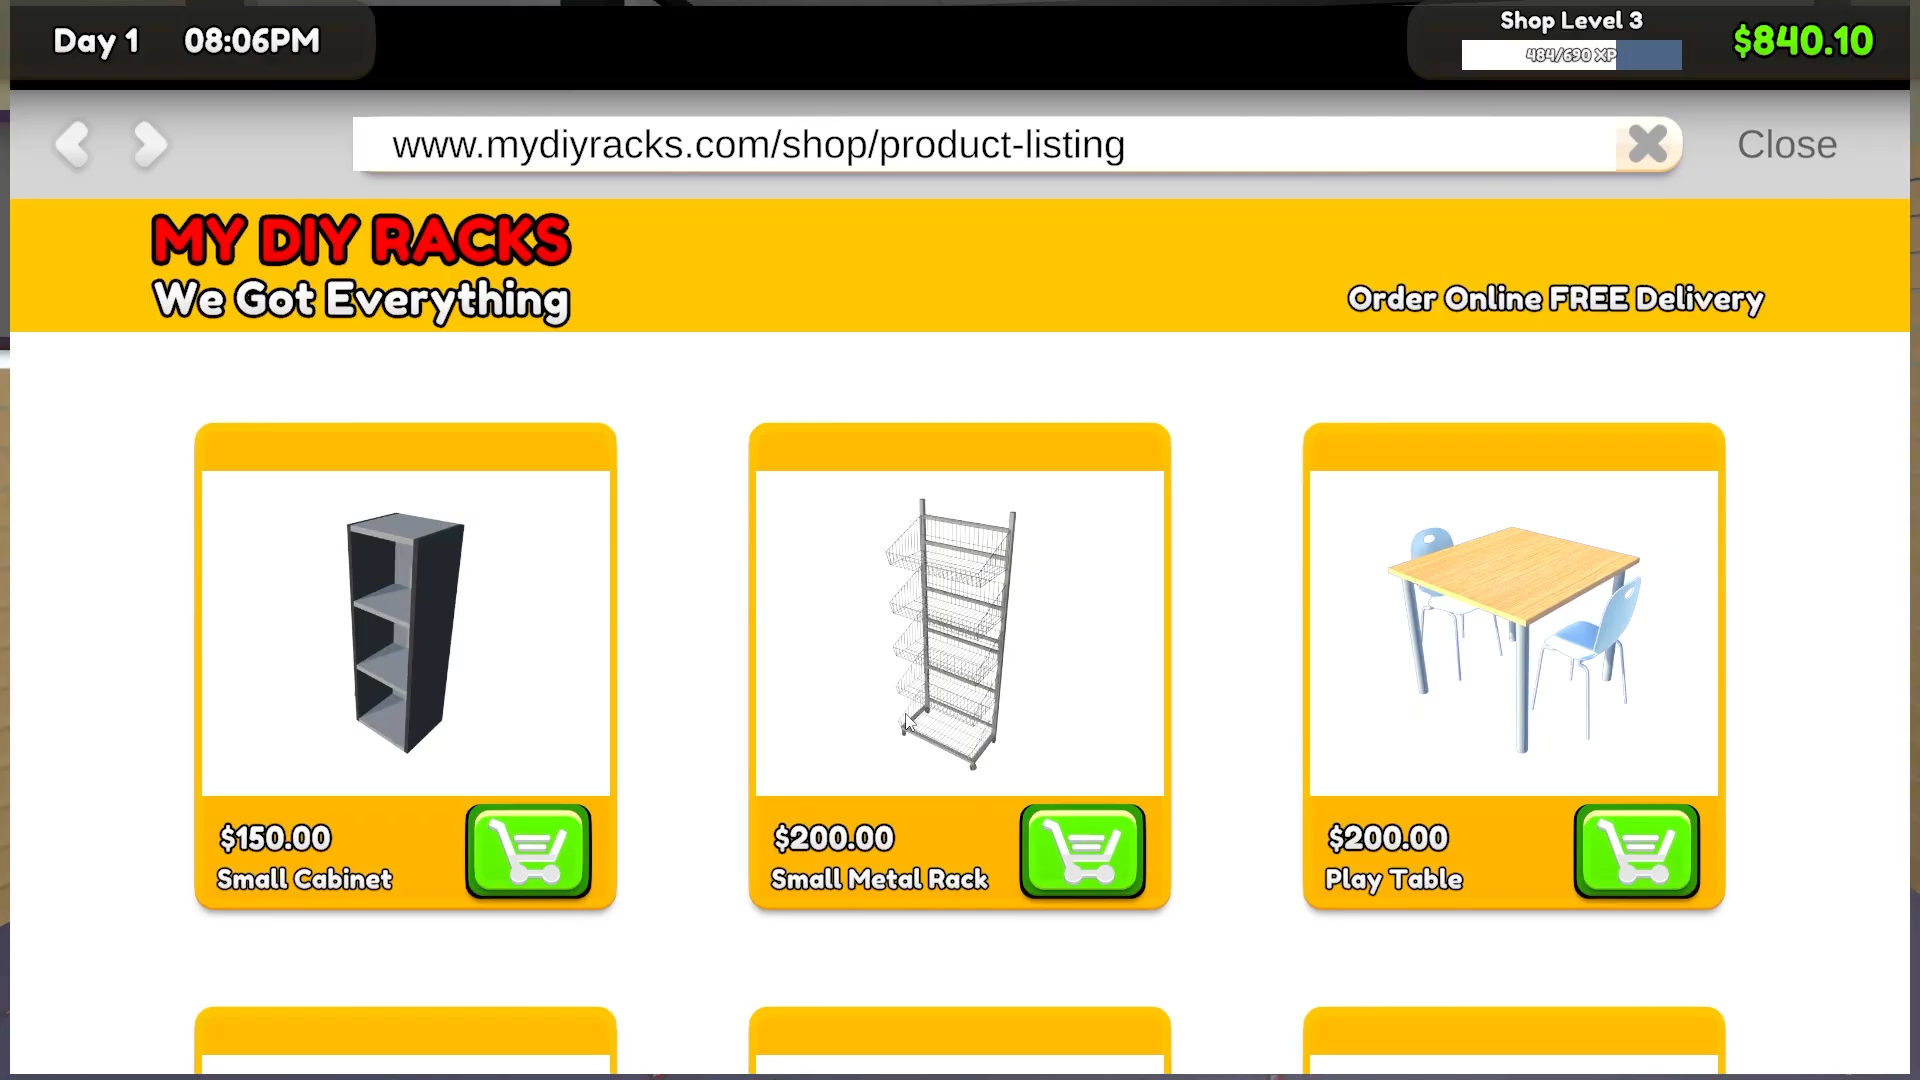 Day 1 08:06PM
Shop Level 3
484/690 XP
$840.10
www.mydiyracks.com/shop/product-listing
Close
MY DIY RACKS
We Got Everything
Order Online FREE Delivery
$150.00
Small Cabinet
$200.00
Small Metal Rack
$200.00
Play Table